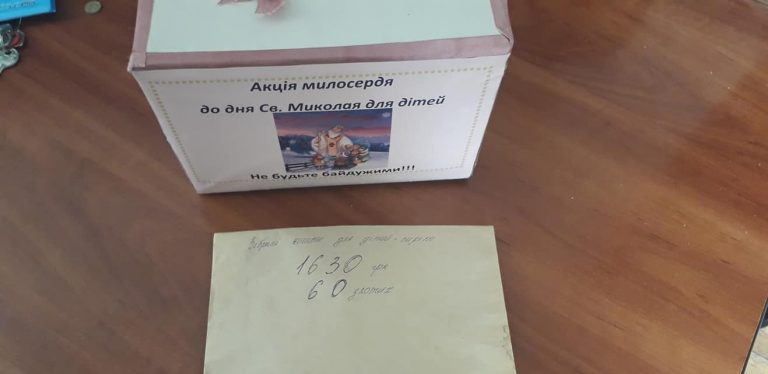 Акція милосердя
до дня Св. Миколая для дітей
Не будьте байдужими!!!
Зібрані кошти для дітей-сиріт
1630 грн
60 злотих